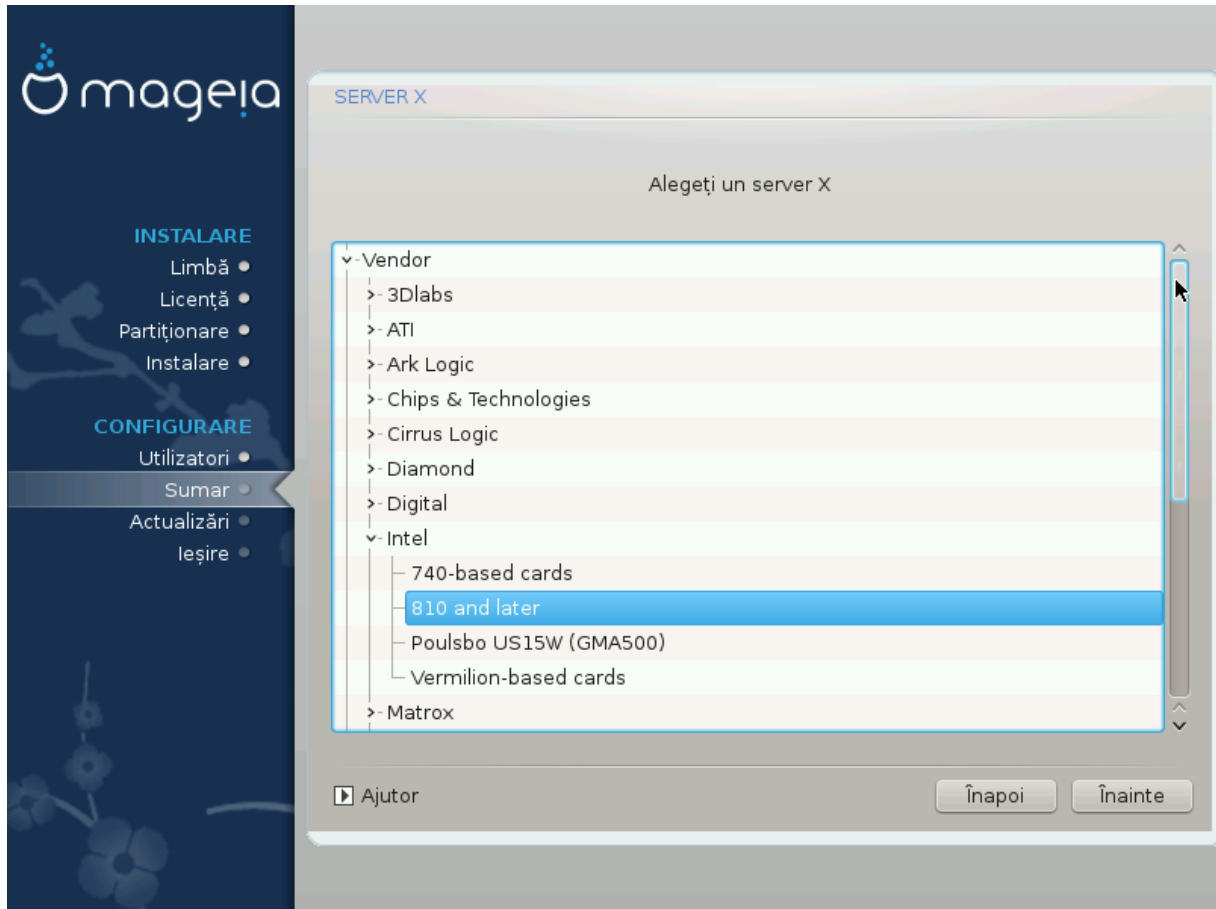 mageia
INSTALARE
Limbă
Licență
Partiționare
Instalare
CONFIGURARE
Utilizatori
Sumar
Actualizări
Ieșire
SERVER X
Alegeți un server X
Vendor
3Dlabs
ATI
Ark Logic
Chips & Technologies
Cirrus Logic
Diamond
Digital
Intel
740-based cards
810 and later
Poulsbo US15W (GMA500)
Vermilion-based cards
Matrox
Ajutor
Înapoi
Înainte